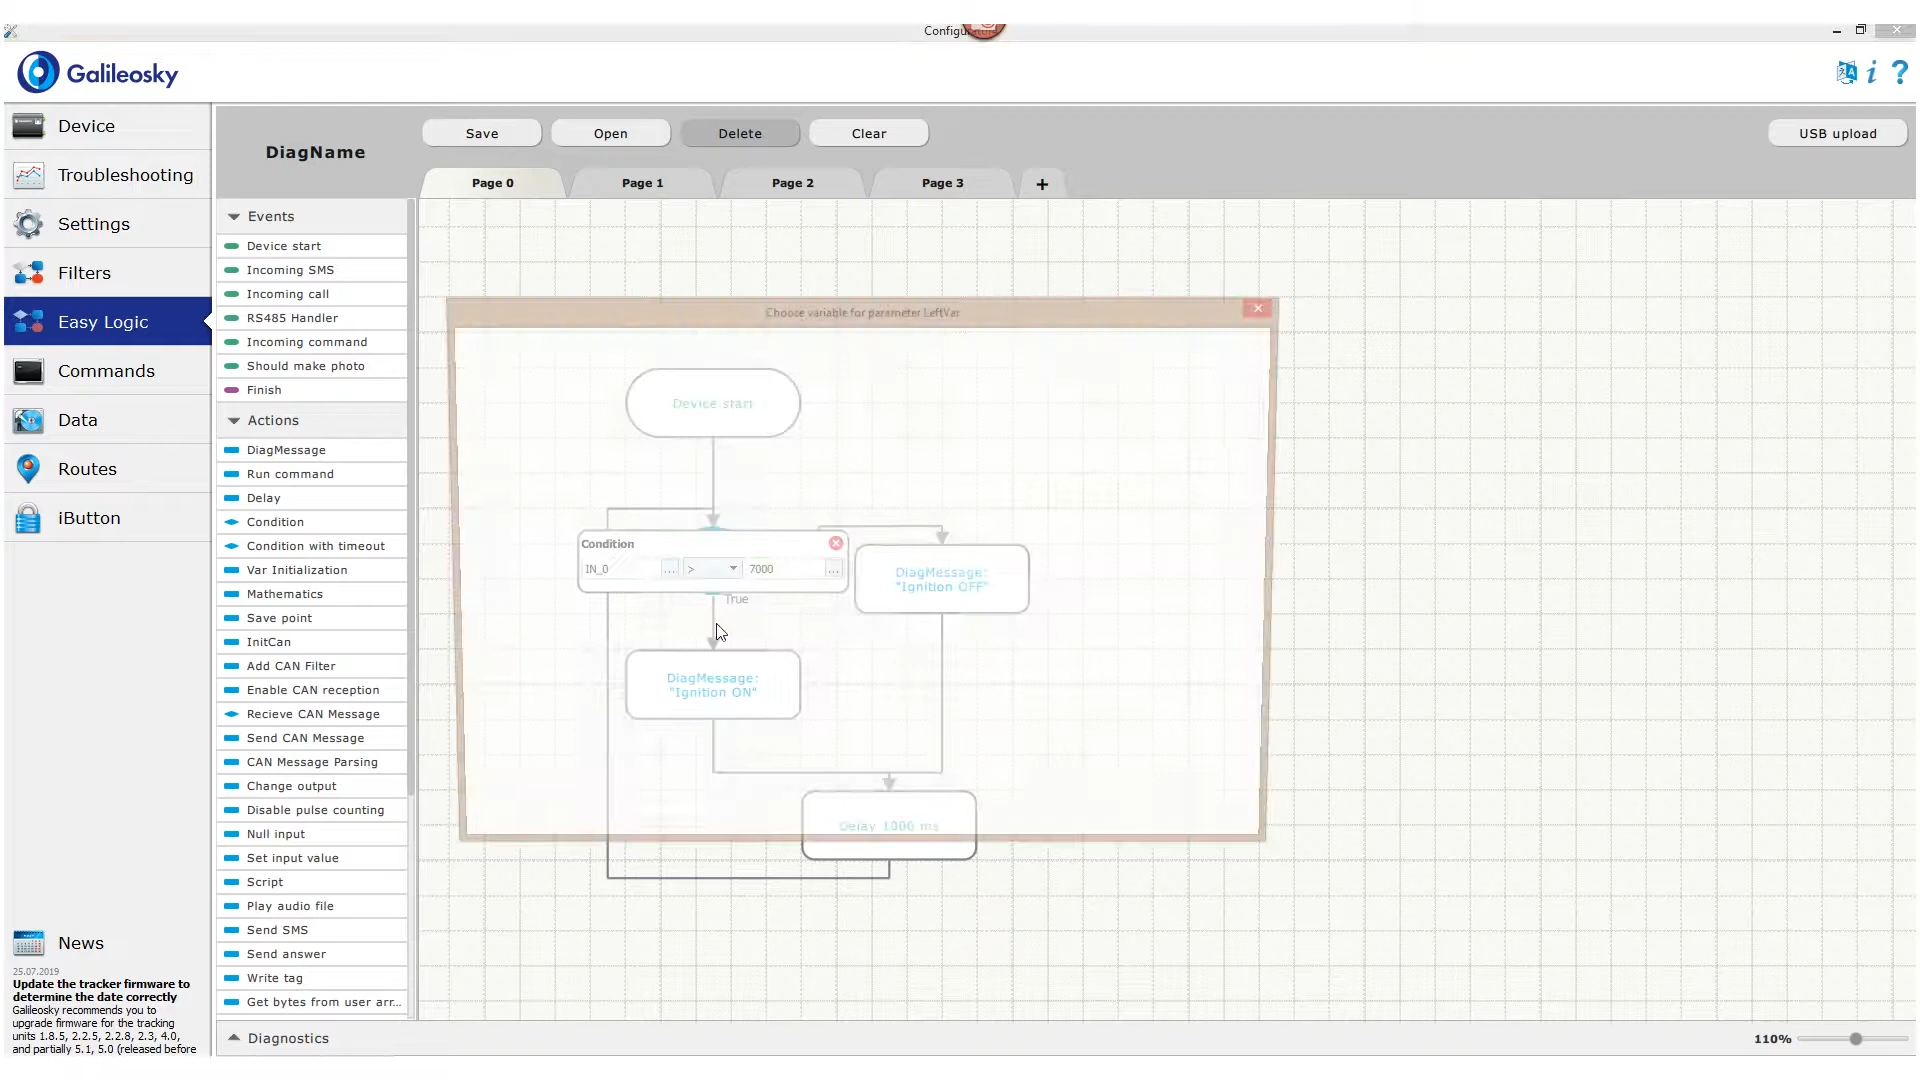 Galileosky
Device
Troubleshooting
Settings
Filters
Easy Logic
Commands
Data
Routes
iButton
News
25.07.2019
Update the tracker firmware to
determine the date correctly
Galileosky recommends you to
upgrade firmware for the tracking
units 1.8.5, 2.2.5, 2.2.8, 2.3, 4.0,
and partially 5.1, 5.0 (released before
DiagName
Save
Open
Delete
Clear
USB upload
Page 0
Page 1
Page 2
Page 3
+
Events
Device start
Incoming SMS
Incoming call
RS485 Handler
Incoming command
Should make photo
Finish
Actions
DiagMessage
Run command
Delay
Condition
Condition with timeout
Var Initialization
Mathematics
Save point
InitCan
Add CAN Filter
Enable CAN reception
Recieve CAN Message
Send CAN Message
CAN Message Parsing
Change output
Disable pulse counting
Null input
Set input value
Script
Play audio file
Send SMS
Send answer
Write tag
Get bytes from user arr...
Choose variable for parameter LeftVar
Device start
Condition
IN_0 ... > 7000 ...
True
DiagMessage:
"Ignition OFF"
DiagMessage:
"Ignition ON"
Delay 1000 ms
Diagnostics
110%